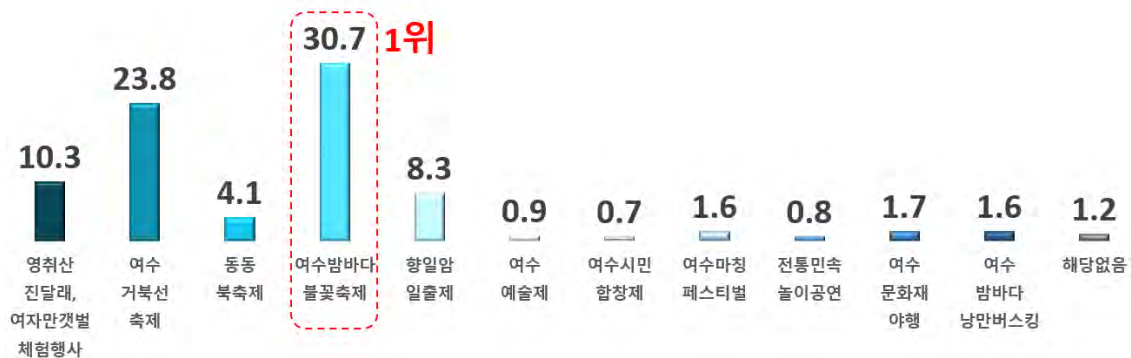 30.7 1위
23.8
10.3
4.1
8.3
0.9
0.7
1.6
0.8
1.7
1.6
1.2
영취산
진달래,
여자만갯벌
체험행사
여수
거북선
축제
동동
북축제
여수밤바다
불꽃축제
향일암
일출제
여수
예술제
여수시민
합창제
여수마칭
페스티벌
전통민속
놀이공연
여수
문화재
야행
여수
밤바다
낭만버스킹
해당없음